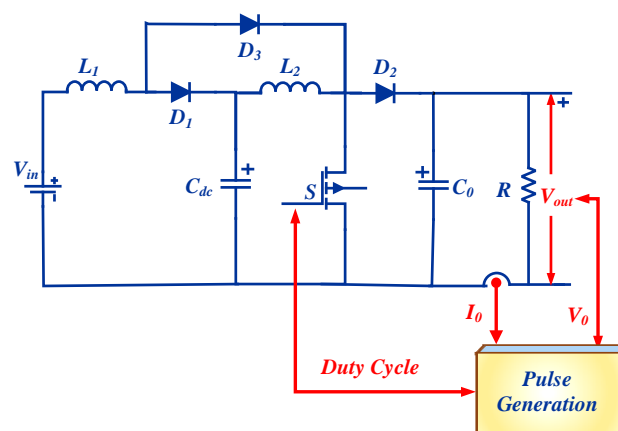 D3
L1
L2
D2
D1
Vin
Cdc
S
C0
R
Vout
I0
V0
Duty Cycle
Pulse
Generation